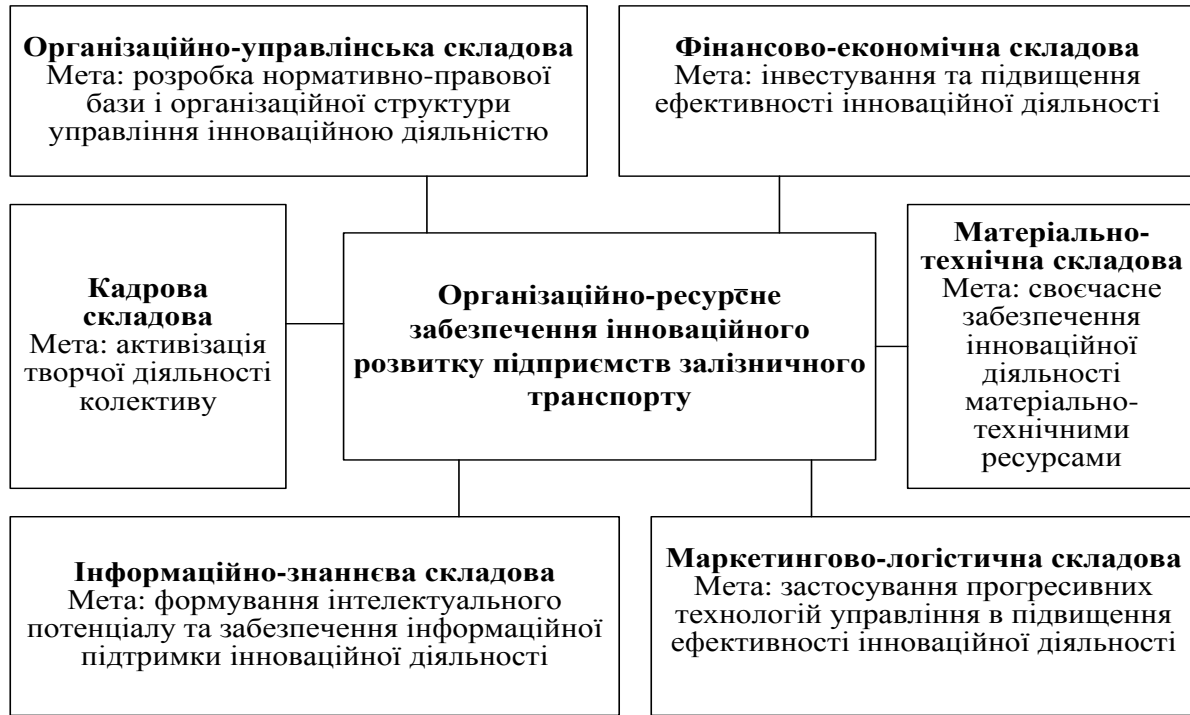 Організаційно-управлінська складова
Мета: розробка нормативно-правової
бази і організаційної структури
управління інноваційною діяльністю
Фінансово-економічна складова
Мета: інвестування та підвищення
ефективності інноваційної діяльності
Кадрова
складова
Мета: активізація
творчої діяльності
колективу
Організаційно-ресурсне
забезпечення інноваційного
розвитку підприємств залізничного
транспорту
Матеріально-
технічна складова
Мета: своєчасне
забезпечення
інноваційної
діяльності
матеріально-
технічними
ресурсами
Інформаційно-знаннєва складова
Мета: формування інтелектуального
потенціалу та забезпечення інформаційної
підтримки інноваційної діяльності
Маркетингово-логістична складова
Мета: застосування прогресивних
технологій управління в підвищення
ефективності інноваційної діяльності